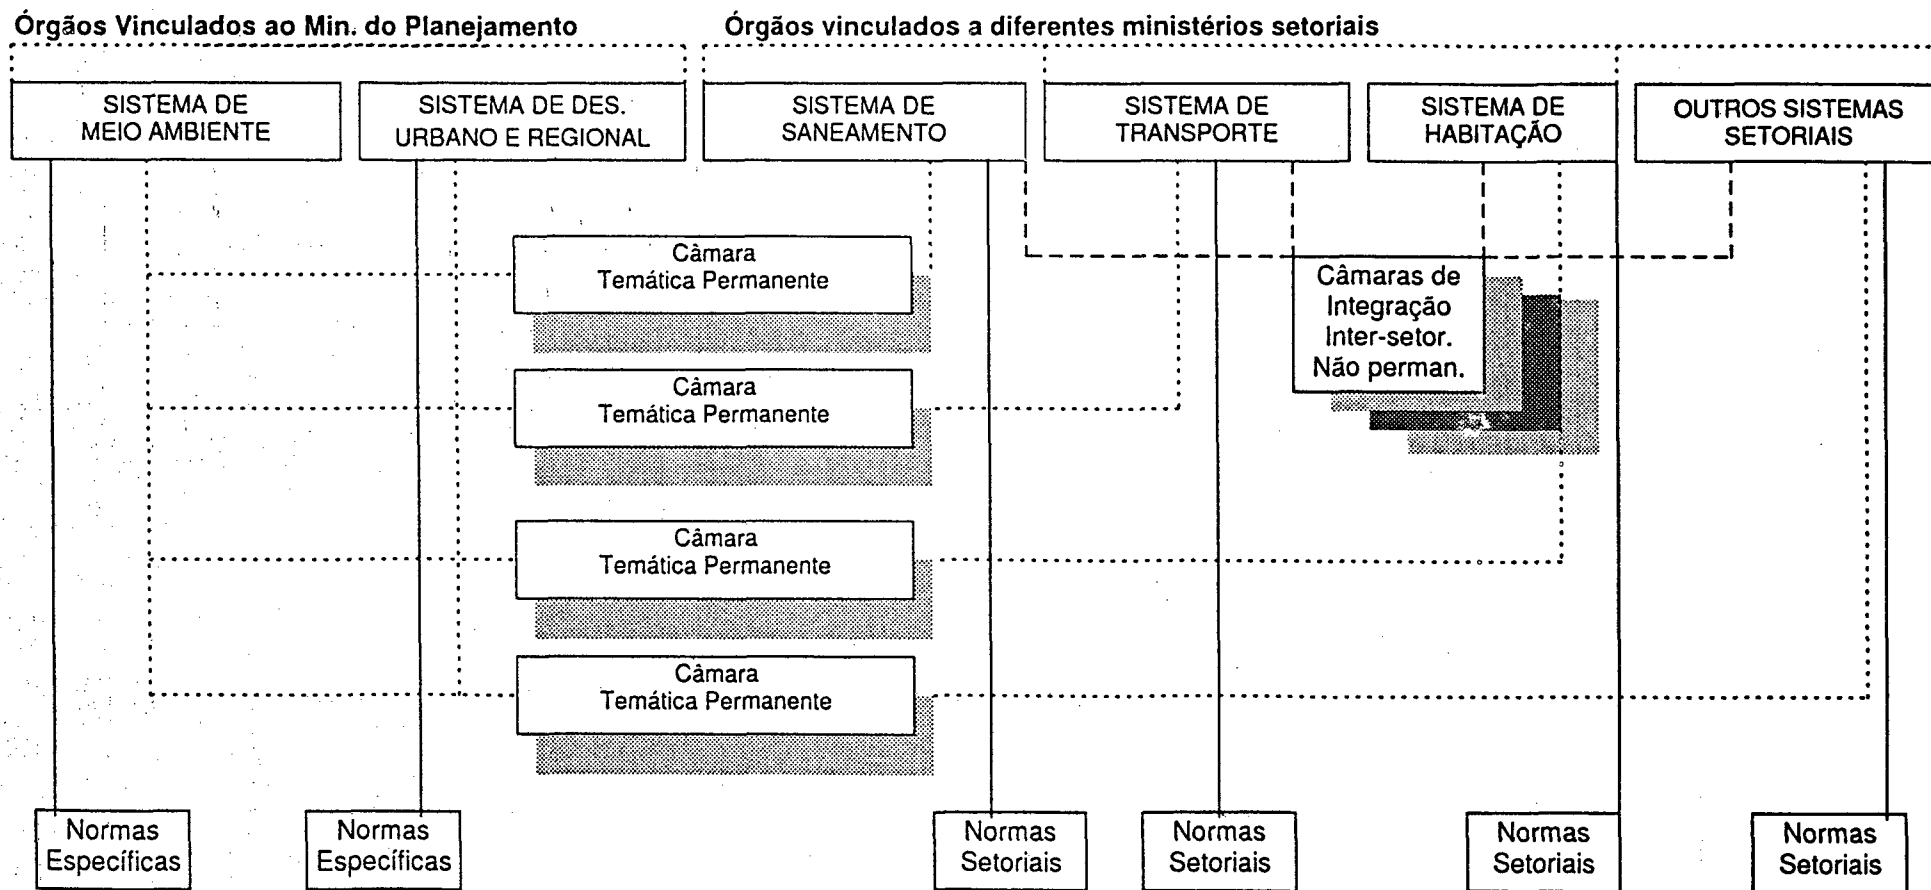 Órgãos Vinculados ao Min. do Planejamento
Órgãos vinculados a diferentes ministérios setoriais
SISTEMA DE
MEIO AMBIENTE
SISTEMA DE DES.
URBANO E REGIONAL
SISTEMA DE
SANEAMENTO
SISTEMA DE
TRANSPORTE
SISTEMA DE
HABITAÇÃO
OUTROS SISTEMAS
SETORIAIS
Câmara
Temática Permanente
Câmaras de
Integração
Inter-setor.
Não perman.
Câmara
Temática Permanente
Câmara
Temática Permanente
Câmara
Temática Permanente
Normas
Específicas
Normas
Específicas
Normas
Setoriais
Normas
Setoriais
Normas
Setoriais
Normas
Setoriais